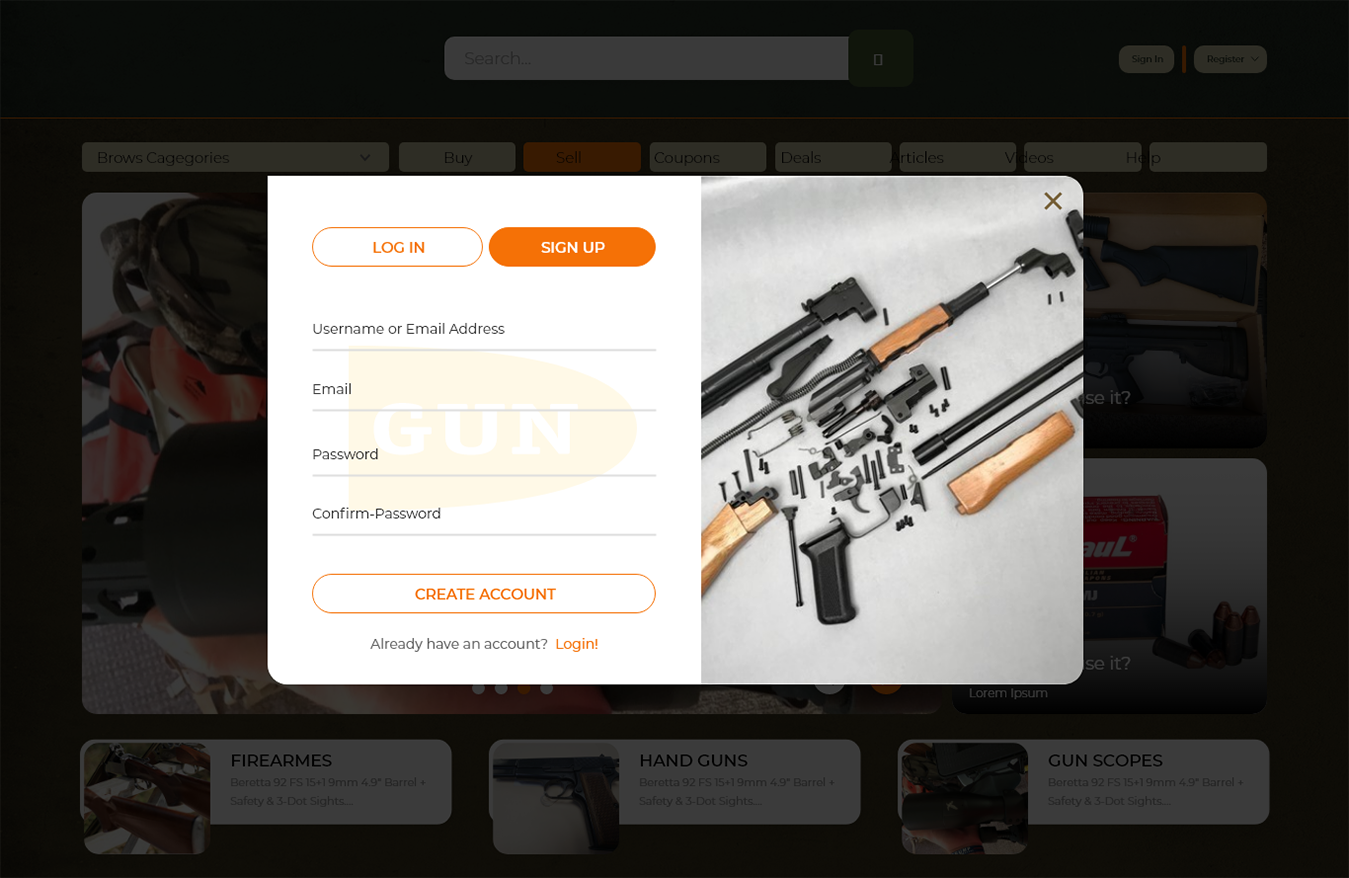 Search...
Sign In
Register
Brows Cagegories
Buy
Sell
Coupons
Deals
Articles
Videos
Help
LOG IN
SIGN UP
Username or Email Address
Email
GUN
Password
Confirm-Password
CREATE ACCOUNT
Already have an account? Login!
se it?
se it?
Lorem Ipsum
FIREARMES
Beretta 92 FS 15+1 9mm 4.9" Barrel +
Safety & 3-Dot Sights....
HAND GUNS
Beretta 92 FS 15+1 9mm 4.9" Barrel +
Safety & 3-Dot Sights....
GUN SCOPES
Beretta 92 FS 15+1 9mm 4.9" Barrel +
Safety & 3-Dot Sights....